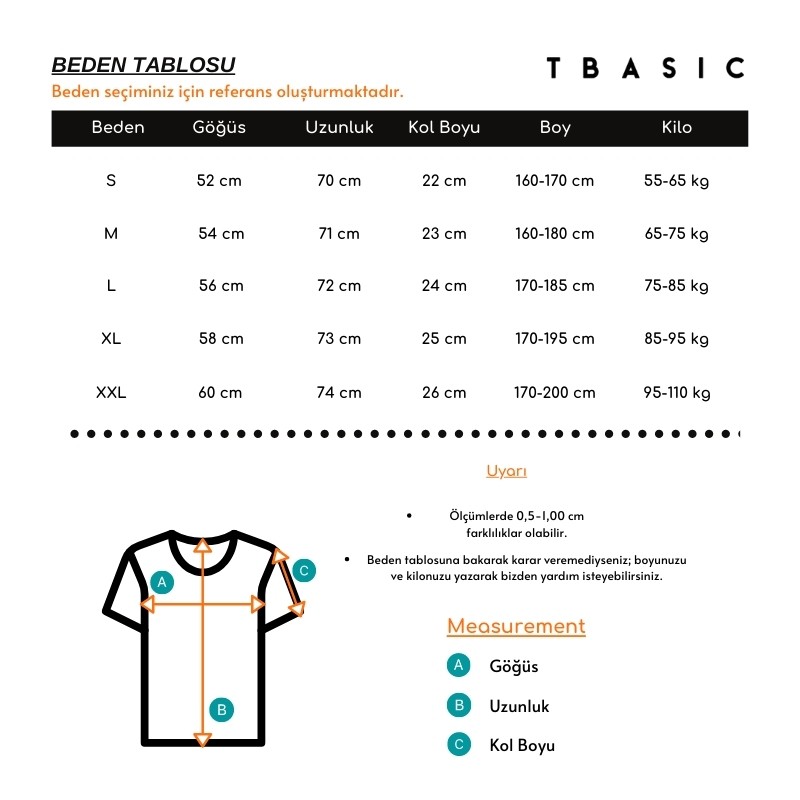 BEDEN TABLOSU
TBASIC
Beden seçiminiz için referans oluşturmaktadır.
Beden Göğüs Uzunluk Kol Boyu Boy Kilo
S 52 cm 70 cm 22 cm 160-170 cm 55-65 kg
M 54 cm 71 cm 23 cm 160-180 cm 65-75 kg
L 56 cm 72 cm 24 cm 170-185 cm 75-85 kg
XL 58 cm 73 cm 25 cm 170-195 cm 85-95 kg
XXL 60 cm 74 cm 26 cm 170-200 cm 95-110 kg
Uyarı
• Ölçümlerde 0,5-1,00 cm
farklılıklar olabilir.
• Beden tablosuna bakarak karar veremediyseniz; boyunuzu
ve kilonuzu yazarak bizden yardım isteyebilirsiniz.
A
C
B
Measurement
A Göğüs
B Uzunluk
C Kol Boyu